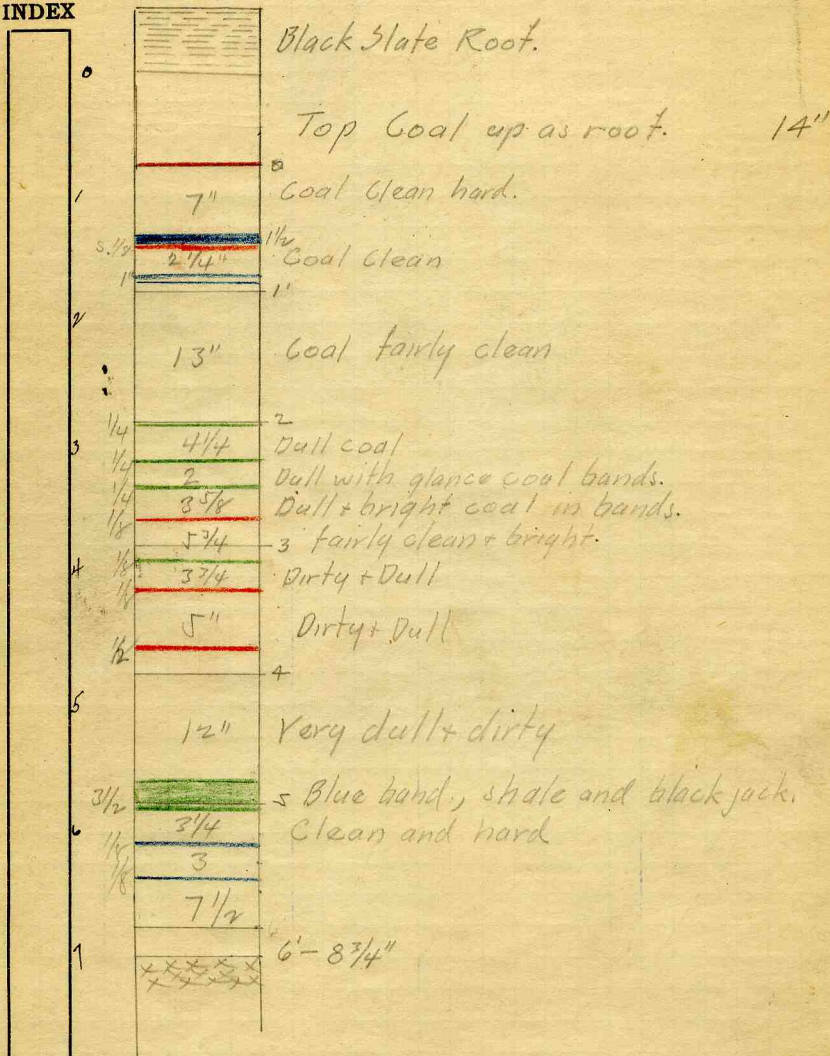 INDEX
Black Slate Roof.
0
Top Coal up as roof. 14"
0
1 7" Coal Clean hard.
1 1/2
S. 1/8 2 1/4" Coal Clean
1" 1'
2
13" Coal fairly clean
1/4 2
3 4 1/4 Dull coal
1/4 2 Dull with glance coal bands.
1/4 3 5/8 Dull + bright coal in bands.
1/8 5 3/4 3 fairly clean + bright.
4 1/8 3 3/4 Dirty + Dull
1/2 5" Dirty + Dull
1/2
4
5
12" Very dull + dirty
3 1/2 5 Blue band, shale and black jack.
6 3 1/4 Clean and hard
1/8 3
1/8 7 1/2
7 6'-8 3/4"